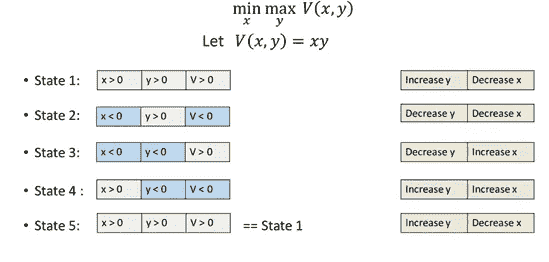 min max V(x, y)
x y
Let V(x, y) = xy
• State 1: x > 0 y > 0 V > 0 Increase y Decrease x
• State 2: x < 0 y > 0 V < 0 Decrease y Decrease x
• State 3: x < 0 y < 0 V > 0 Decrease y Increase x
• State 4 : x > 0 y < 0 V < 0 Increase y Increase x
• State 5: x > 0 y > 0 V > 0 == State 1 Increase y Decrease x